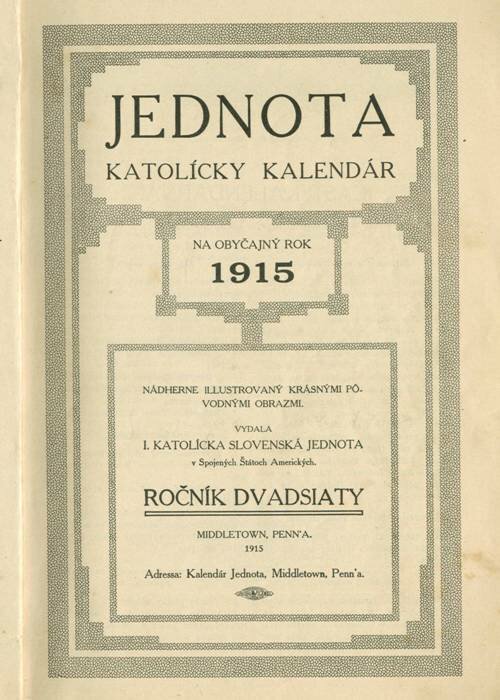 JEDNOTA
KATOLÍCKY KALENDÁR
NA OBYČAJNÝ ROK
1915
NÁDHERNE ILLUSTROVANÝ KRÁSNÝMI PÔ-
VODNÝMI OBRAZMI.
VYDALA
I. KATOLÍCKA SLOVENSKÁ JEDNOTA
v Spojených Štátoch Amerických.
ROČNÍK DVADSIATY
MIDDLETOWN, PENN'A.
1915
Adressa: Kalendár Jednota, Middletown, Penn'a.